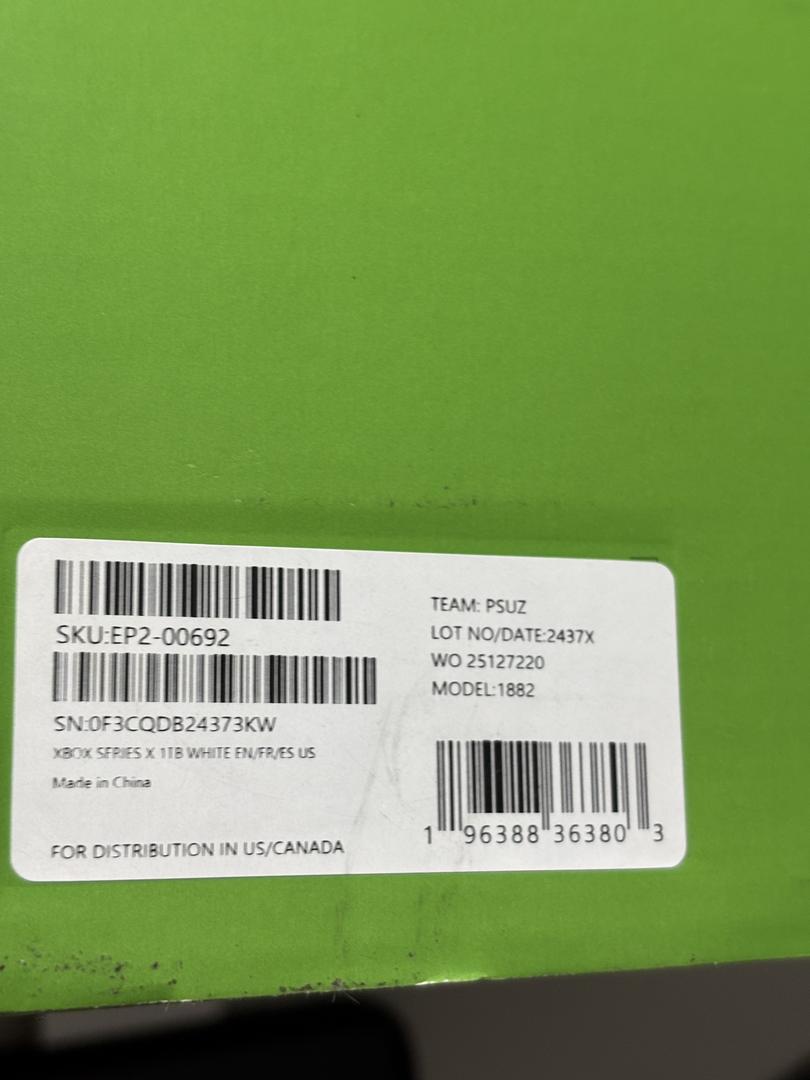 SKU:EP2-00692
SN:0F3CQDB24373KW
XBOX SERIES X 1TB WHITE EN/FR/ES US
Made in China
FOR DISTRIBUTION IN US/CANADA
TEAM: PSUZ
LOT NO/DATE:2437X
WO 25127220
MODEL:1882
1 96388 36380 3